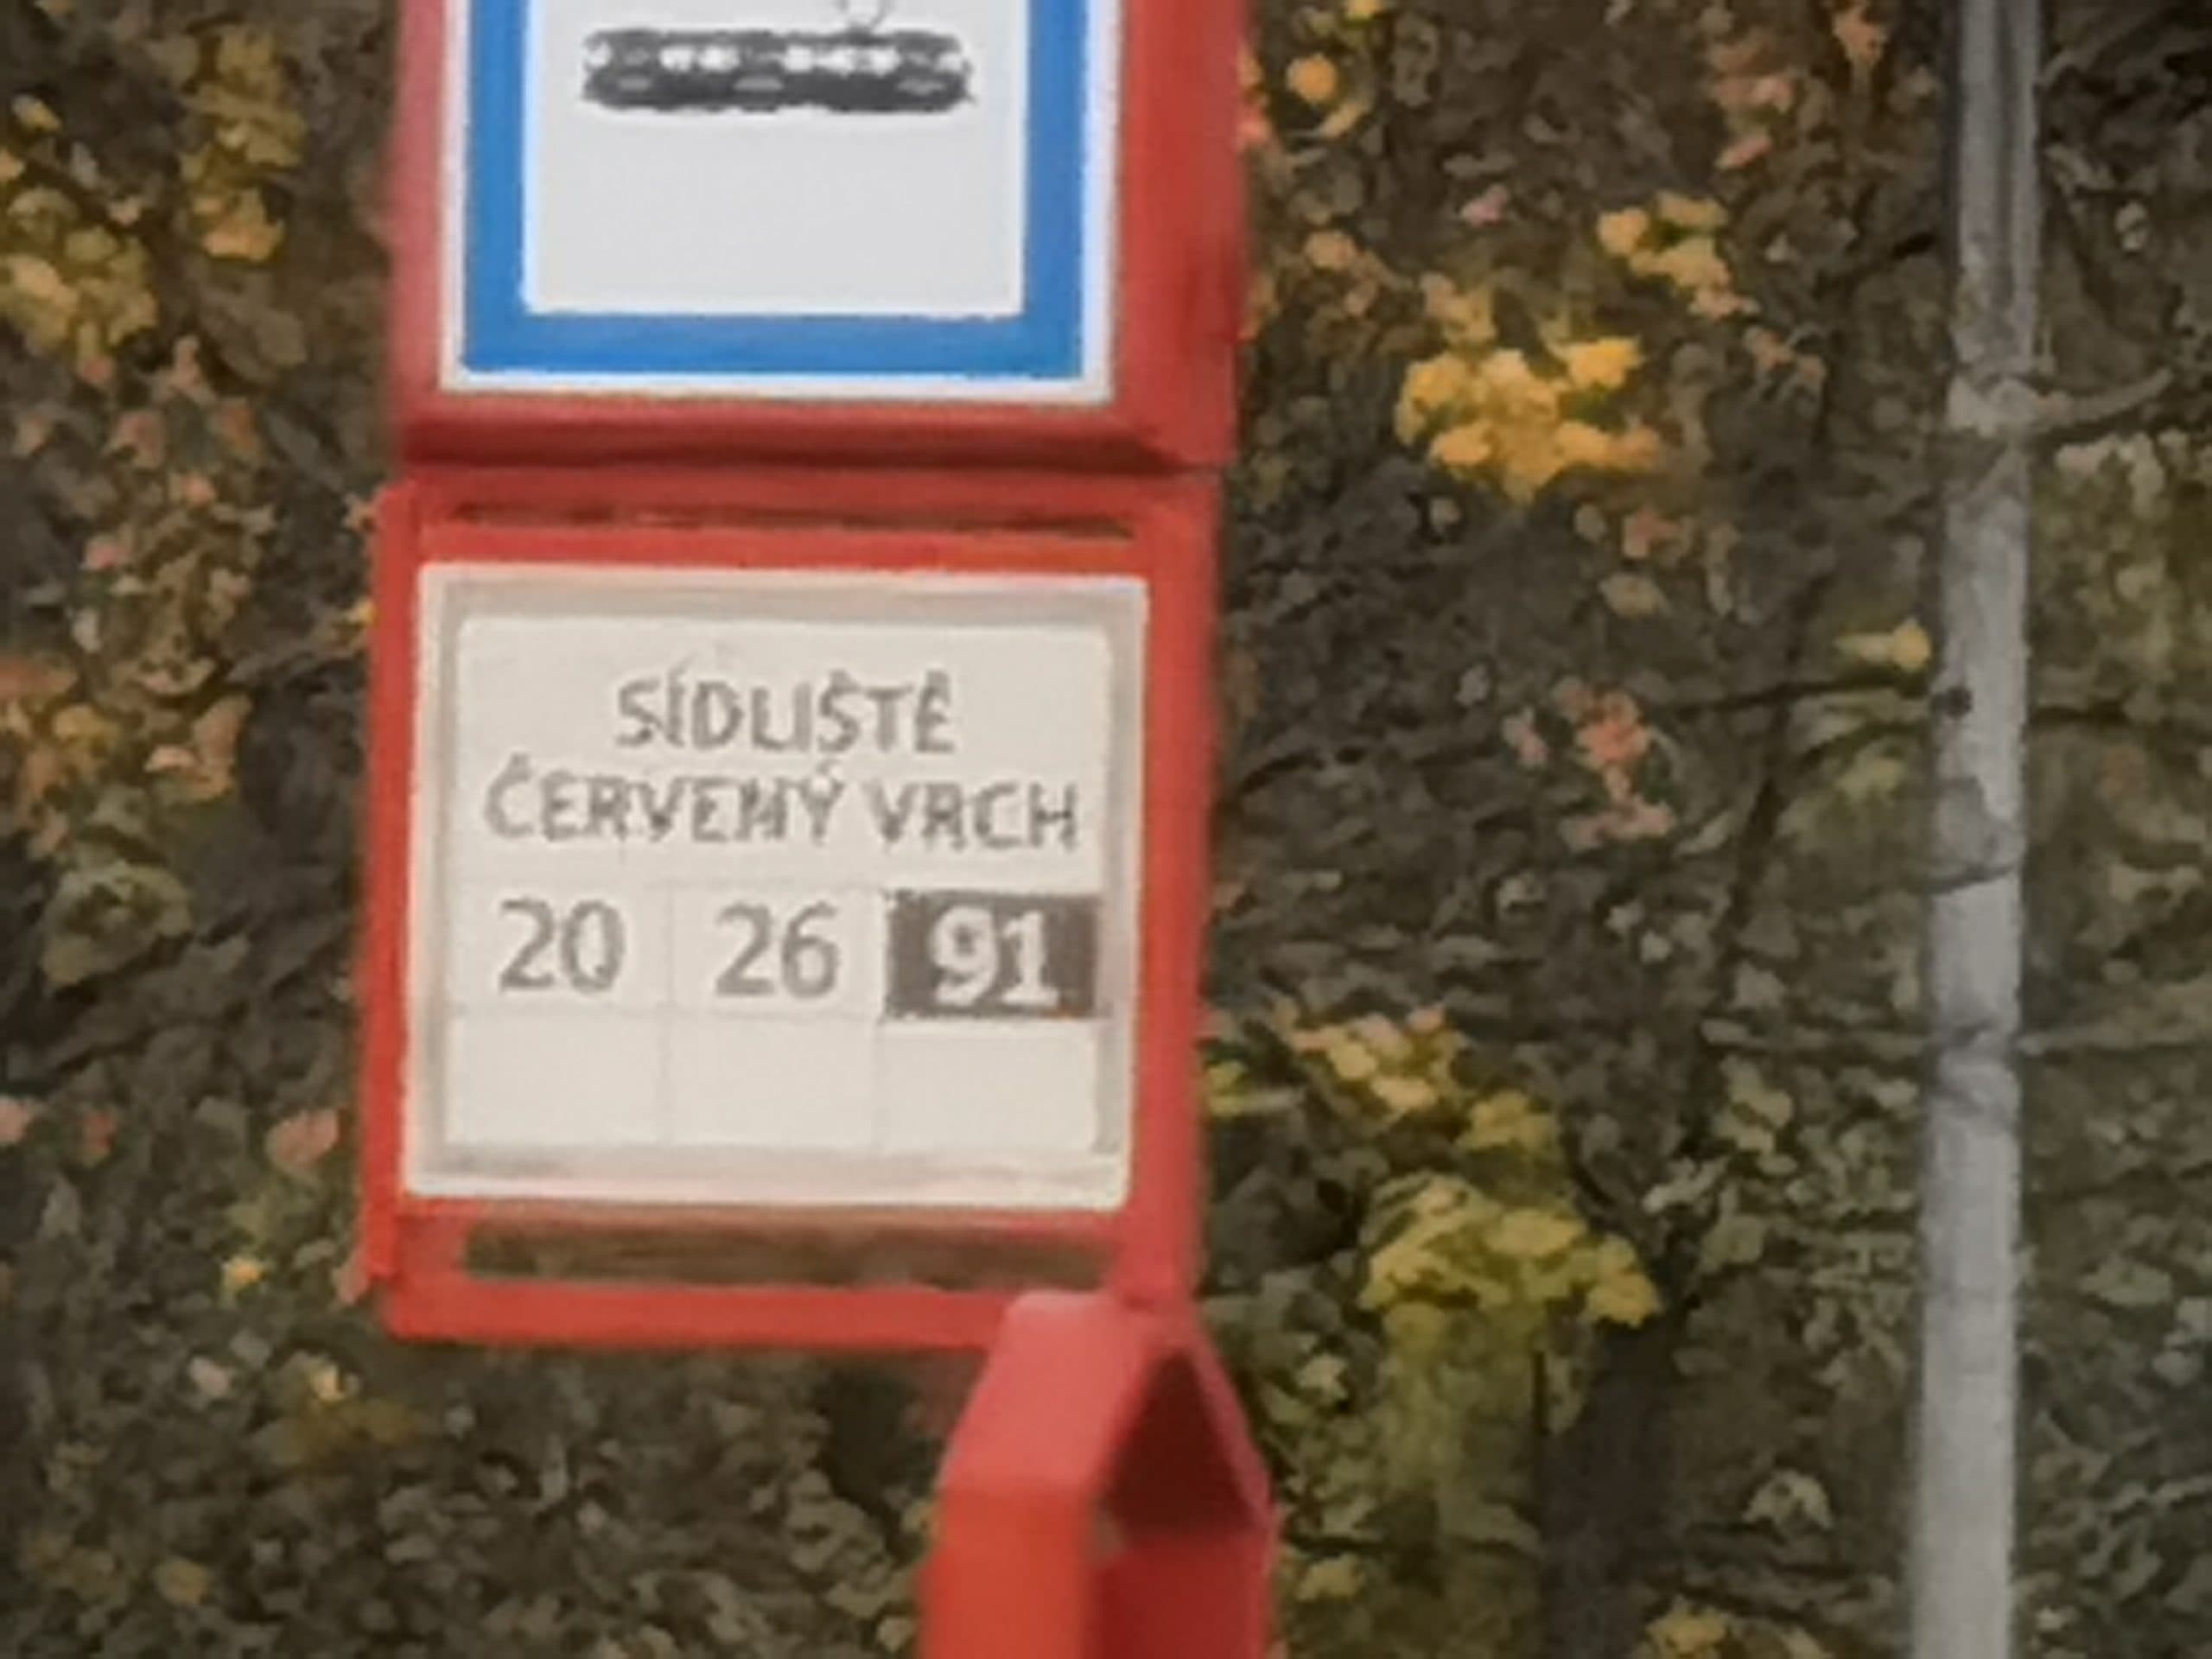 SÍDLIŠTĚ
ČERVENÝ VRCH
20 26 91